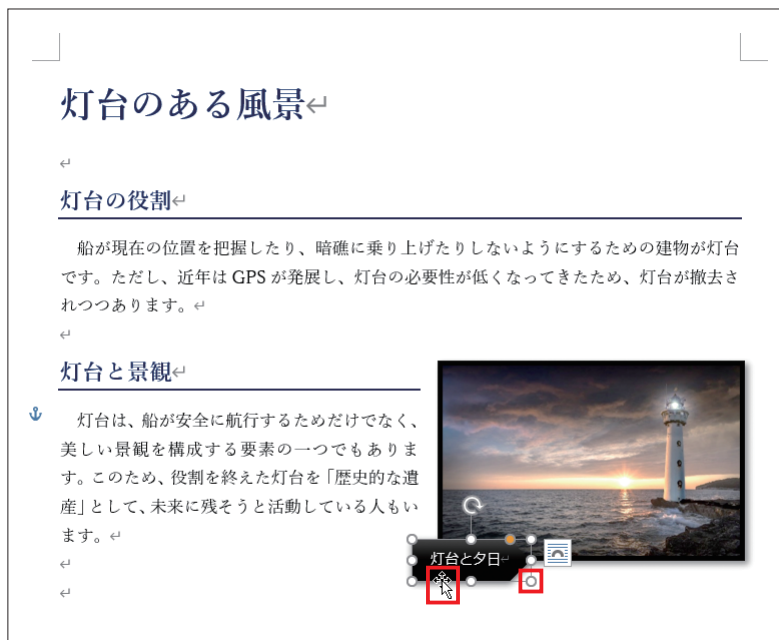 灯台のある風景↵
↵
灯台の役割↵
船が現在の位置を把握したり、暗礁に乗り上げたりしないようにするための建物が灯台
です。ただし、近年は GPS が発展し、灯台の必要性が低くなってきたため、灯台が撤去さ
れつつあります。↵
↵
灯台と景観↵
灯台は、船が安全に航行するためだけでなく、
美しい景観を構成する要素の一つでもありま
す。このため、役割を終えた灯台を「歴史的な遺
産」として、未来に残そうと活動している人もい
ます。↵
↵
↵
灯台と夕日↵